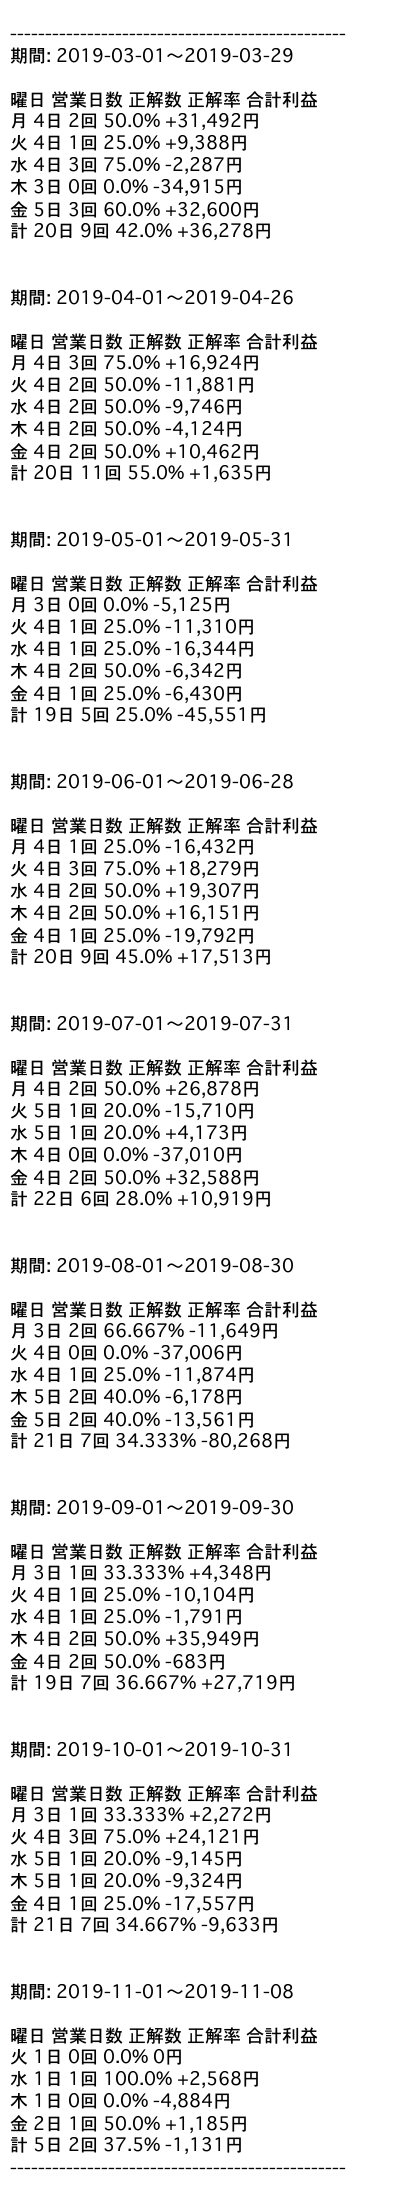 ------------------------------------------------
期間: 2019-03-01〜2019-03-29
曜日 営業日数 正解数 正解率 合計利益
月 4日 2回 50.0% +31,492円
火 4日 1回 25.0% +9,388円
水 4日 3回 75.0% -2,287円
木 3日 0回 0.0% -34,915円
金 5日 3回 60.0% +32,600円
計 20日 9回 42.0% +36,278円
期間: 2019-04-01〜2019-04-26
曜日 営業日数 正解数 正解率 合計利益
月 4日 3回 75.0% +16,924円
火 4日 2回 50.0% -11,881円
水 4日 2回 50.0% -9,746円
木 4日 2回 50.0% -4,124円
金 4日 2回 50.0% +10,462円
計 20日 11回 55.0% +1,635円
期間: 2019-05-01〜2019-05-31
曜日 営業日数 正解数 正解率 合計利益
月 3日 0回 0.0% -5,125円
火 4日 1回 25.0% -11,310円
水 4日 1回 25.0% -16,344円
木 4日 2回 50.0% -6,342円
金 4日 1回 25.0% -6,430円
計 19日 5回 25.0% -45,551円
期間: 2019-06-01〜2019-06-28
曜日 営業日数 正解数 正解率 合計利益
月 4日 1回 25.0% -16,432円
火 4日 3回 75.0% +18,279円
水 4日 2回 50.0% +19,307円
木 4日 2回 50.0% +16,151円
金 4日 1回 25.0% -19,792円
計 20日 9回 45.0% +17,513円
期間: 2019-07-01〜2019-07-31
曜日 営業日数 正解数 正解率 合計利益
月 4日 2回 50.0% +26,878円
火 5日 1回 20.0% -15,710円
水 5日 1回 20.0% +4,173円
木 4日 0回 0.0% -37,010円
金 4日 2回 50.0% +32,588円
計 22日 6回 28.0% +10,919円
期間: 2019-08-01〜2019-08-30
曜日 営業日数 正解数 正解率 合計利益
月 3日 2回 66.667% -11,649円
火 4日 0回 0.0% -37,006円
水 4日 1回 25.0% -11,874円
木 5日 2回 40.0% -6,178円
金 5日 2回 40.0% -13,561円
計 21日 7回 34.333% -80,268円
期間: 2019-09-01〜2019-09-30
曜日 営業日数 正解数 正解率 合計利益
月 3日 1回 33.333% +4,348円
火 4日 1回 25.0% -10,104円
水 4日 1回 25.0% -1,791円
木 4日 2回 50.0% +35,949円
金 4日 2回 50.0% -683円
計 19日 7回 36.667% +27,719円
期間: 2019-10-01〜2019-10-31
曜日 営業日数 正解数 正解率 合計利益
月 3日 1回 33.333% +2,272円
火 4日 3回 75.0% +24,121円
水 5日 1回 20.0% -9,145円
木 5日 1回 20.0% -9,324円
金 4日 1回 25.0% -17,557円
計 21日 7回 34.667% -9,633円
期間: 2019-11-01〜2019-11-08
曜日 営業日数 正解数 正解率 合計利益
火 1日 0回 0.0% 0円
水 1日 1回 100.0% +2,568円
木 1日 0回 0.0% -4,884円
金 2日 1回 50.0% +1,185円
計 5日 2回 37.5% -1,131円
------------------------------------------------